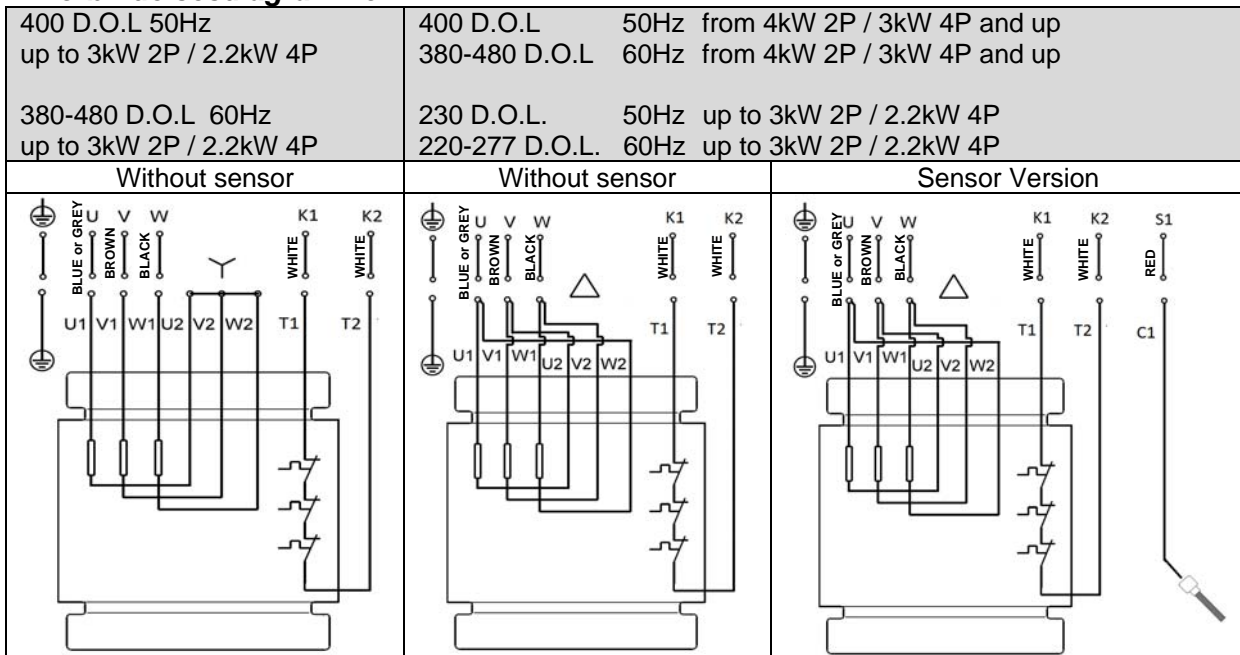 400 D.O.L 50Hz
up to 3kW 2P / 2.2kW 4P
380-480 D.O.L 60Hz
up to 3kW 2P / 2.2kW 4P
400 D.O.L 50Hz from 4kW 2P / 3kW 4P and up
380-480 D.O.L 60Hz from 4kW 2P / 3kW 4P and up
230 D.O.L. 50Hz up to 3kW 2P / 2.2kW 4P
220-277 D.O.L. 60Hz up to 3kW 2P / 2.2kW 4P
Without sensor
Without sensor
Sensor Version
U V W K1 K2
BLUE or GREY
BROWN
BLACK
WHITE
WHITE
U1 V1 W1 U2 V2 W2 T1 T2
U V W K1 K2
BLUE or GREY
BROWN
BLACK
WHITE
WHITE
U1 V1 W1 U2 V2 W2 T1 T2
U V W K1 K2 S1
BLUE or GREY
BROWN
BLACK
WHITE
WHITE
RED
U1 V1 W1 U2 V2 W2 T1 T2 C1